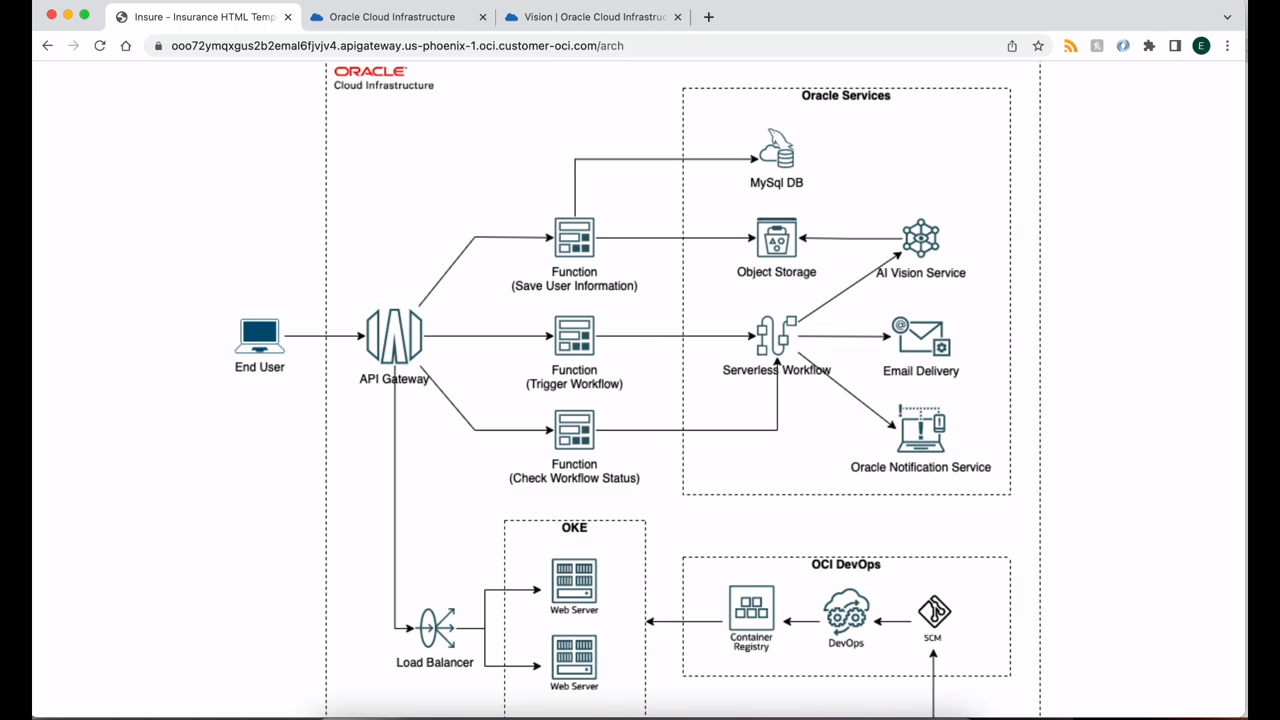 Insure - Insurance HTML Temp
Oracle Cloud Infrastructure
Vision | Oracle Cloud Infrastruc
ooo72ymqxgus2b2emal6fjvjv4.apigateway.us-phoenix-1.oci.customer-oci.com/arch
E
ORACLE
Cloud Infrastructure
Oracle Services
MySql DB
Function
(Save User Information)
Object Storage
AI Vision Service
End User
API Gateway
Function
(Trigger Workflow)
Serverless Workflow
Email Delivery
Function
(Check Workflow Status)
Oracle Notification Service
OKE
Web Server
Web Server
Load Balancer
OCI DevOps
Container
Registry
DevOps
SCM